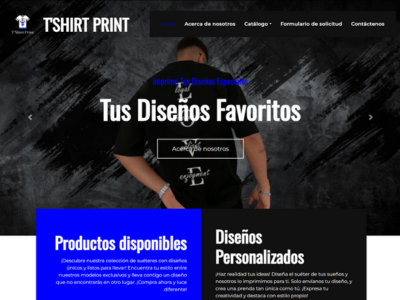 T'SHIRT PRINT
T'Shirt Print
Inicio
Acerca de nosotros
Catálogo
Formulario de solicitud
Contáctenos
Imprime Tus Diseños Especiales
Tus Diseños Favoritos
Acerca de nosotros
legal
LOVE
enjoyment
Productos disponibles
¡Descubre nuestra colección de suéteres con diseños
únicos y listos para llevar! Encuentra tu estilo entre
nuestros modelos exclusivos y lleva contigo un diseño
que no encontrarás en otro lugar. ¡Compra ahora y luce
diferente!
Diseños
Personalizados
¡Haz realidad tus ideas! Diseña el suéter de tus sueños y
nosotros lo imprimimos para ti. Solo envíanos tu diseño, y
crea una prenda tan única como tú. ¡Expresa tu
creatividad y destaca con estilo propio!